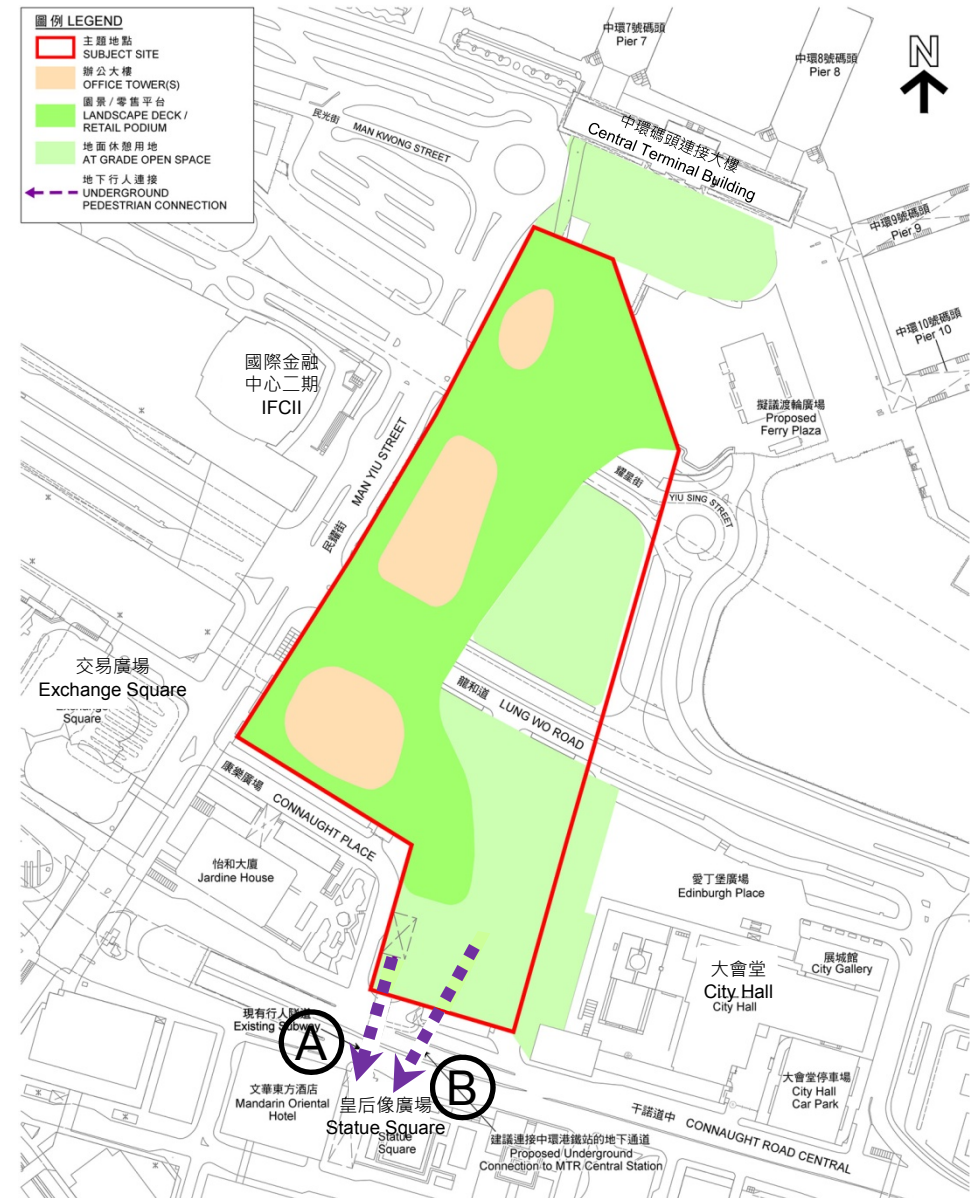 圖例 LEGEND
主題地點
SUBJECT SITE
辦公大樓
OFFICE TOWER(S)
園景/零售平台
LANDSCAPE DECK /
RETAIL PODIUM
地面休憩用地
AT GRADE OPEN SPACE
地下行人連接
UNDERGROUND
PEDESTRIAN CONNECTION
中環7號碼頭
Pier 7
中環8號碼頭
Pier 8
N
民光街 MAN KWONG STREET
中環碼頭連接大樓
Central Terminal Building
中環9號碼頭
Pier 9
中環10號碼頭
Pier 10
國際金融
中心二期
IFCII
擬議渡輪廣場
Proposed
Ferry Plaza
民耀街 MAN YIU STREET
耀星街
YIU SING STREET
交易廣場
Exchange Square
Square
龍和道 LUNG WO ROAD
康樂廣場 CONNAUGHT PLACE
怡和大廈
Jardine House
愛丁堡廣場
Edinburgh Place
展城館
City Gallery
大會堂
City Hall
City Hall
現有行人隧道
Existing Subway
A
B
文華東方酒店
Mandarin Oriental
Hotel
皇后像廣場
Statue Square
Statue
Square
大會堂停車場
City Hall
Car Park
干諾道中 CONNAUGHT ROAD CENTRAL
建議連接中環港鐵站的地下通道
Proposed Underground
Connection to MTR Central Station